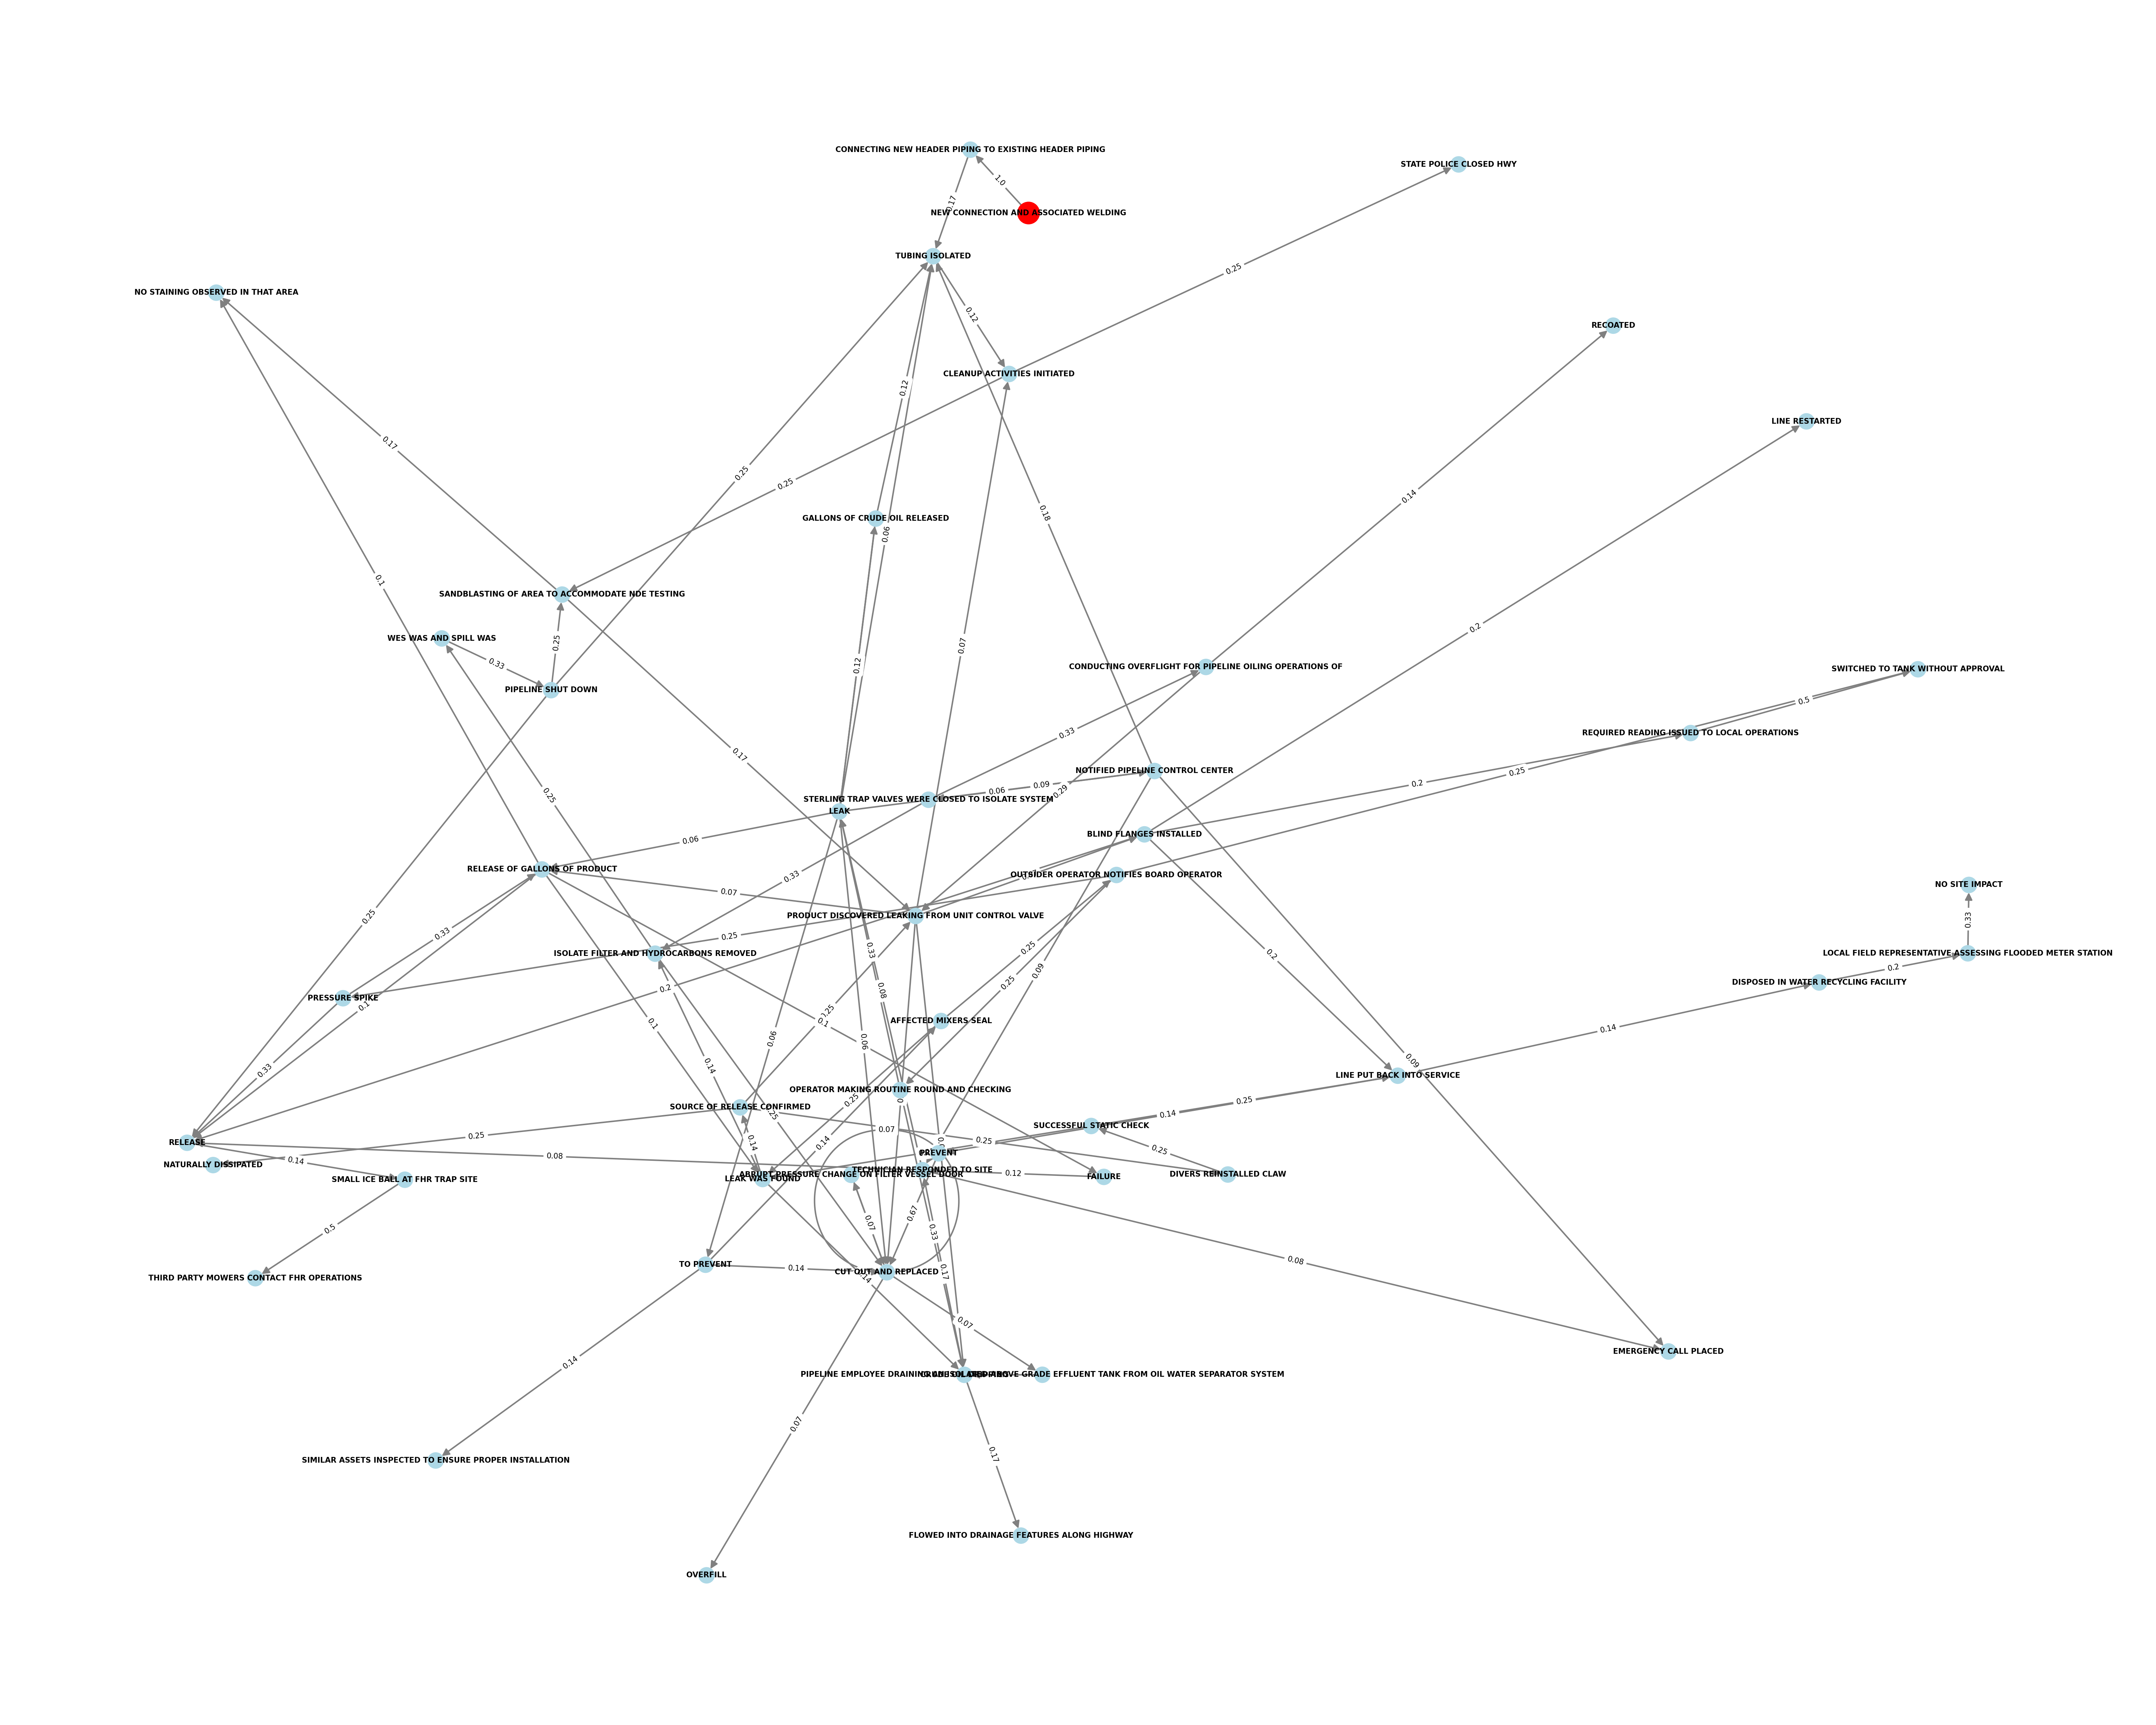 CONNECTING NEW HEADER PIPING TO EXISTING HEADER PIPING
STATE POLICE CLOSED HWY
1.0
0.17
NEW CONNECTION AND ASSOCIATED WELDING
TUBING ISOLATED
0.25
NO STAINING OBSERVED IN THAT AREA
0.12
RECOATED
CLEANUP ACTIVITIES INITIATED
0.12
LINE RESTARTED
0.17
0.25
0.25
0.14
0.18
GALLONS OF CRUDE OIL RELEASED
0.06
0.1
SANDBLASTING OF AREA TO ACCOMMODATE NDE TESTING
0.2
WES WAS AND SPILL WAS
0.25
0.07
0.33
0.12
CONDUCTING OVERFLIGHT FOR PIPELINE OILING OPERATIONS OF
SWITCHED TO TANK WITHOUT APPROVAL
PIPELINE SHUT DOWN
0.5
0.33
REQUIRED READING ISSUED TO LOCAL OPERATIONS
0.17
NOTIFIED PIPELINE CONTROL CENTER
0.25
0.2
0.09
0.06
0.29
0.25
STERLING TRAP VALVES WERE CLOSED TO ISOLATE SYSTEM
LEAK
BLIND FLANGES INSTALLED
0.06
RELEASE OF GALLONS OF PRODUCT
0.33
OUTSIDER OPERATOR NOTIFIES BOARD OPERATOR
NO SITE IMPACT
0.07
0.25
PRODUCT DISCOVERED LEAKING FROM UNIT CONTROL VALVE
0.33
0.33
0.25
0.25
0.33
0.08
0.2
ISOLATE FILTER AND HYDROCARBONS REMOVED
LOCAL FIELD REPRESENTATIVE ASSESSING FLOODED METER STATION
0.2
0.09
0.25
DISPOSED IN WATER RECYCLING FACILITY
0.2
PRESSURE SPIKE
0.1
0.25
0.1
0.1
AFFECTED MIXERS SEAL
0.14
0.06
0.06
0.09
0.33
0.14
LINE PUT BACK INTO SERVICE
OPERATOR MAKING ROUTINE ROUND AND CHECKING
0.25
0.25
SOURCE OF RELEASE CONFIRMED
0.25
0.14
SUCCESSFUL STATIC CHECK
0.07
0.25
0.14
0.14
0.25
0.25
RELEASE
0.08
PREVENT
0.14
NATURALLY DISSIPATED
TECHNICIAN RESPONDED TO SITE
0.12
ABRUPT PRESSURE CHANGE ON FILTER VESSEL DOOR
DIVERS REINSTALLED CLAW
FAILURE
LEAK WAS FOUND
SMALL ICE BALL AT FHR TRAP SITE
0.67
0.07
0.5
0.33
0.08
TO PREVENT
0.14
CUT OUT AND REPLACED
0.17
0.14
THIRD PARTY MOWERS CONTACT FHR OPERATIONS
0.07
EMERGENCY CALL PLACED
0.14
PIPELINE EMPLOYEE DRAINING
ABOVE GRADE EFFLUENT TANK FROM OIL WATER SEPARATOR SYSTEM
0.07
0.17
SIMILAR ASSETS INSPECTED TO ENSURE PROPER INSTALLATION
FLOWED INTO DRAINAGE FEATURES ALONG HIGHWAY
OVERFILL